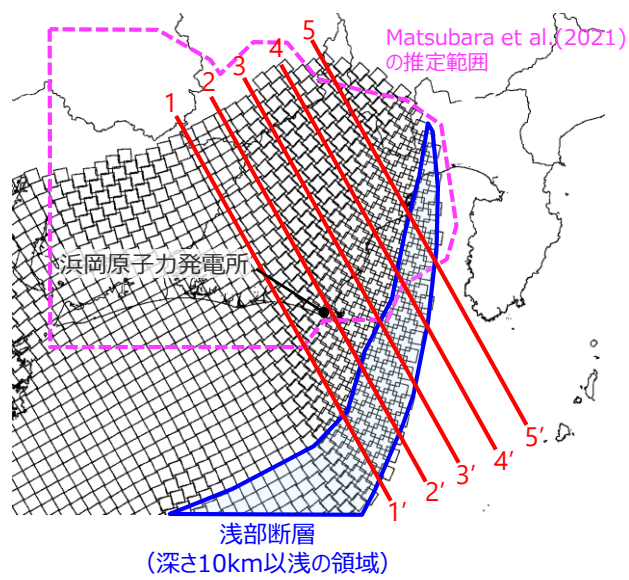 Matsubara et al.(2021)
の推定範囲
5
4
3
2
1
浜岡原子力発電所
5'
4'
3'
2'
1'
浅部断層
（深さ10km以浅の領域）